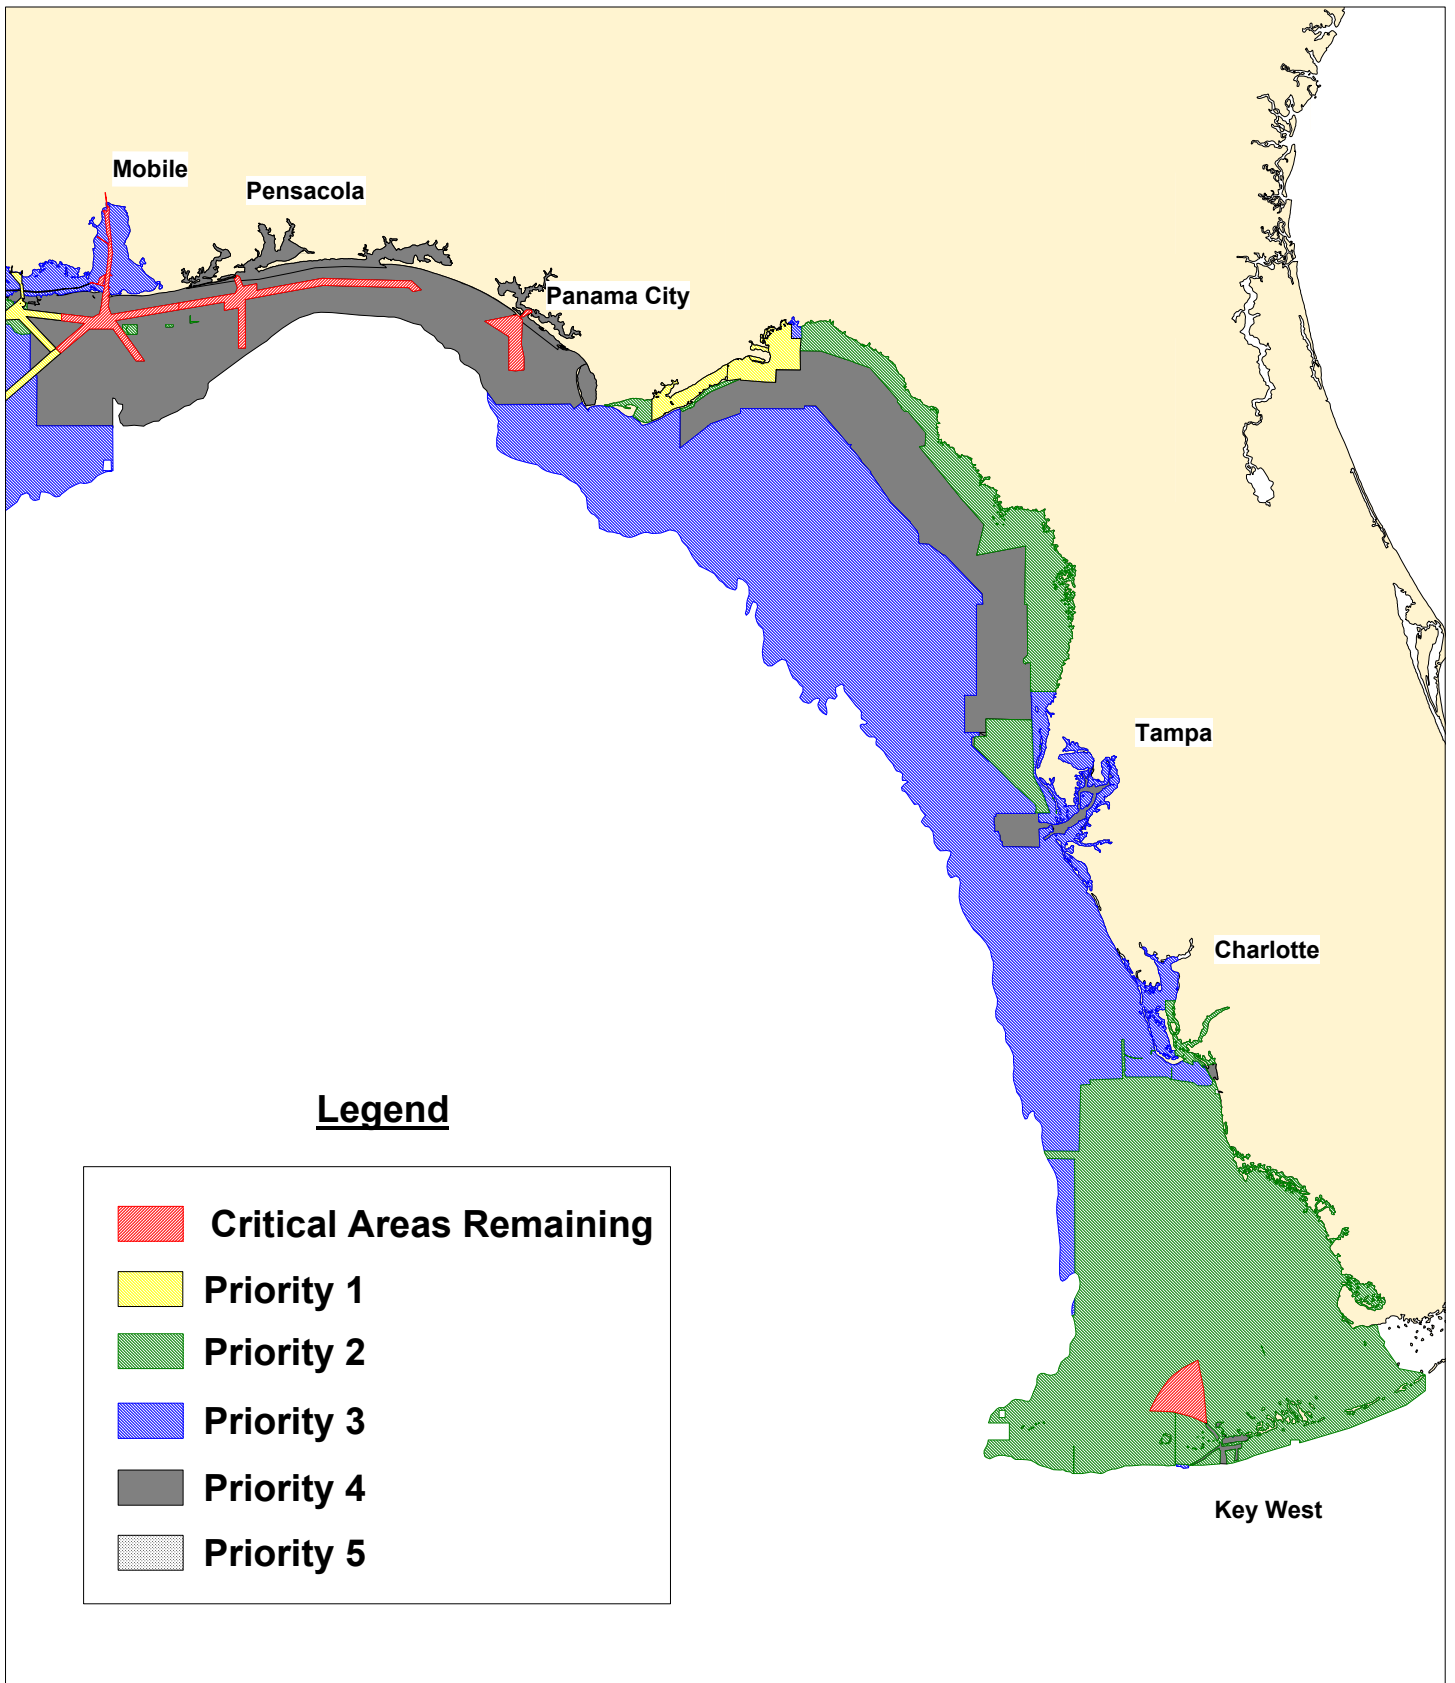 Mobile
Pensacola
Panama City
Tampa
Charlotte
Legend
Critical Areas Remaining
Priority 1
Priority 2
Priority 3
Priority 4
Priority 5
Key West